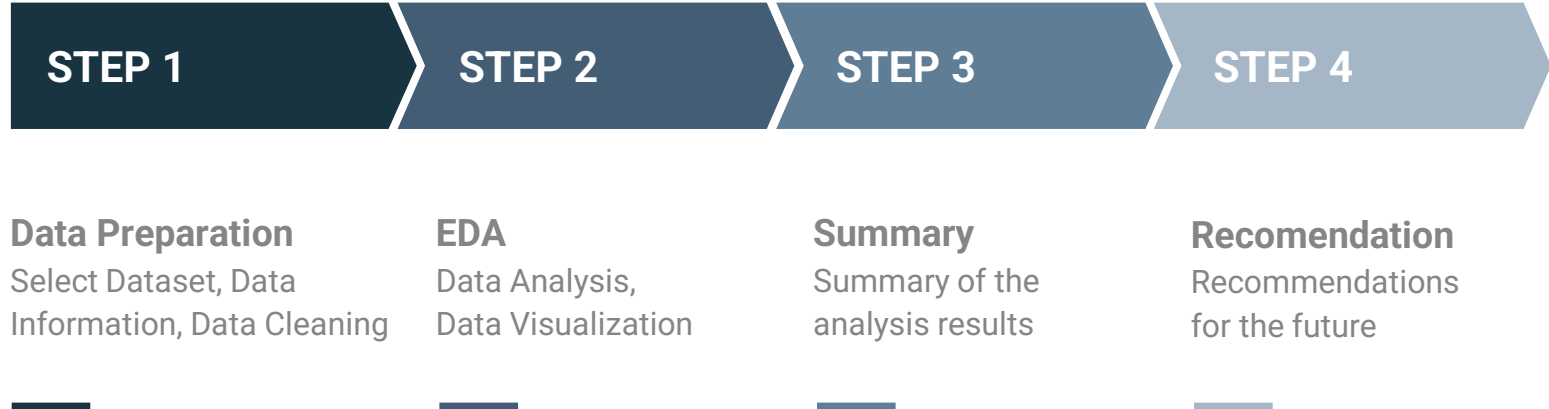 STEP 1
STEP 2
STEP 3
STEP 4
Data Preparation
Select Dataset, Data
Information, Data Cleaning
EDA
Data Analysis,
Data Visualization
Summary
Summary of the
analysis results
Recomendation
Recommendations
for the future